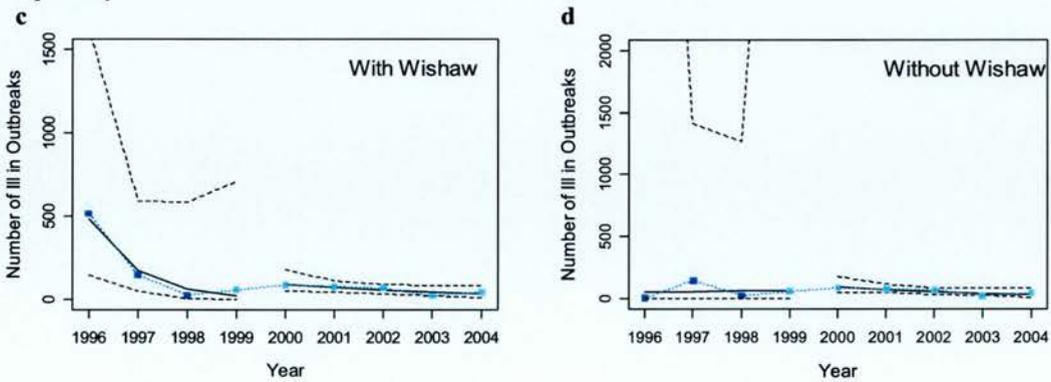 c
With Wishaw
Number of Ill in Outbreaks
1500
1000
500
0
1996 1997 1998 1999 2000 2001 2002 2003 2004
Year
d
Without Wishaw
Number of Ill in Outbreaks
2000
1500
1000
500
0
1996 1997 1998 1999 2000 2001 2002 2003 2004
Year